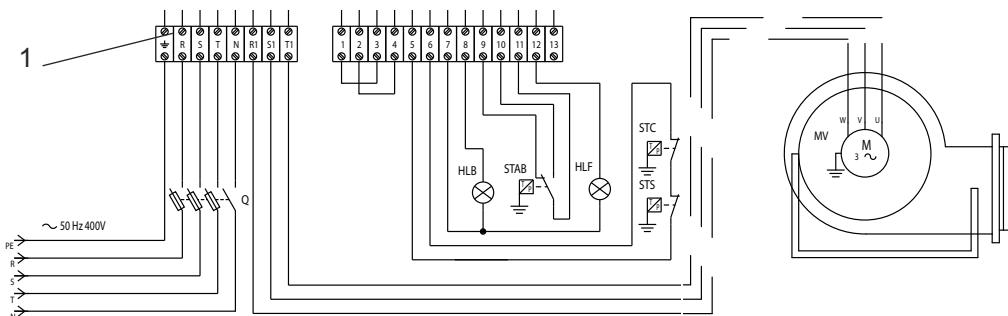 1
R S T N R1 S1 T1
1 2 3 4 5 6 7 8 9 10 11 12 13
STC
T P
W V U
MV
M
3
HLB
STAB
T P
HLF
STS
T P
Q
50 Hz 400V
PE
R
S
T
N